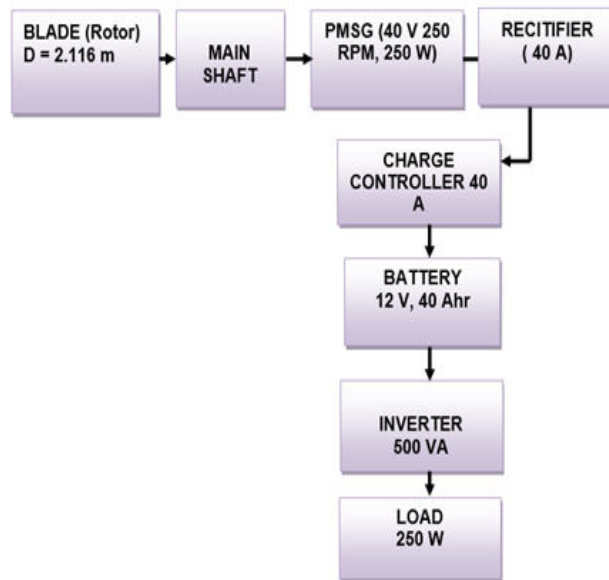 BLADE (Rotor)
D = 2.116 m
MAIN
SHAFT
PMSG (40 V 250
RPM, 250 W)
RECITIFIER
( 40 A)
CHARGE
CONTROLLER 40
A
BATTERY
12 V, 40 Ahr
INVERTER
500 VA
LOAD
250 W